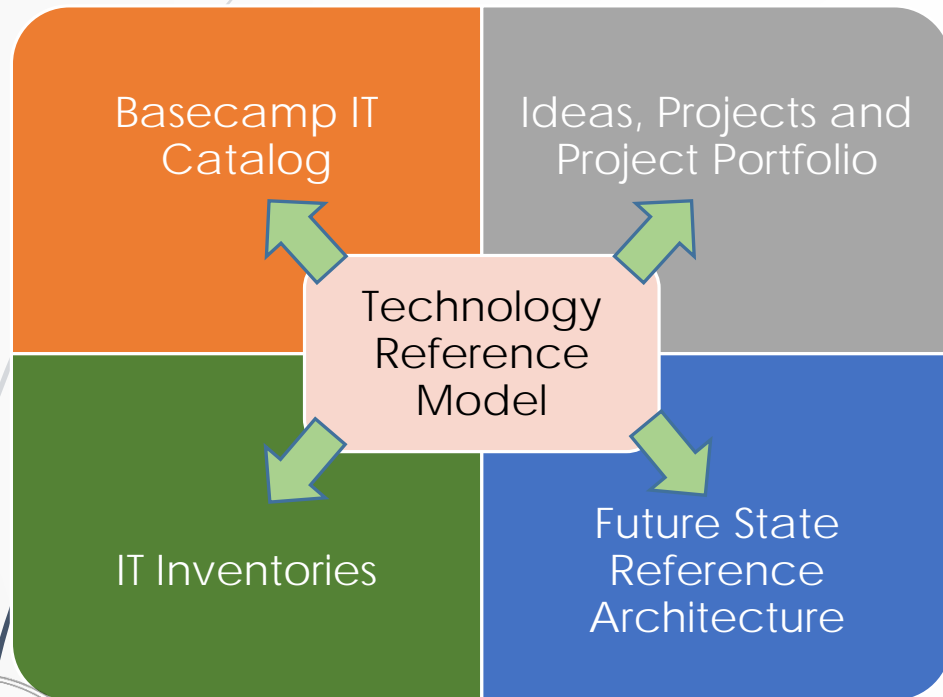 Basecamp IT
Catalog
Ideas, Projects and
Project Portfolio
Technology
Reference
Model
IT Inventories
Future State
Reference
Architecture